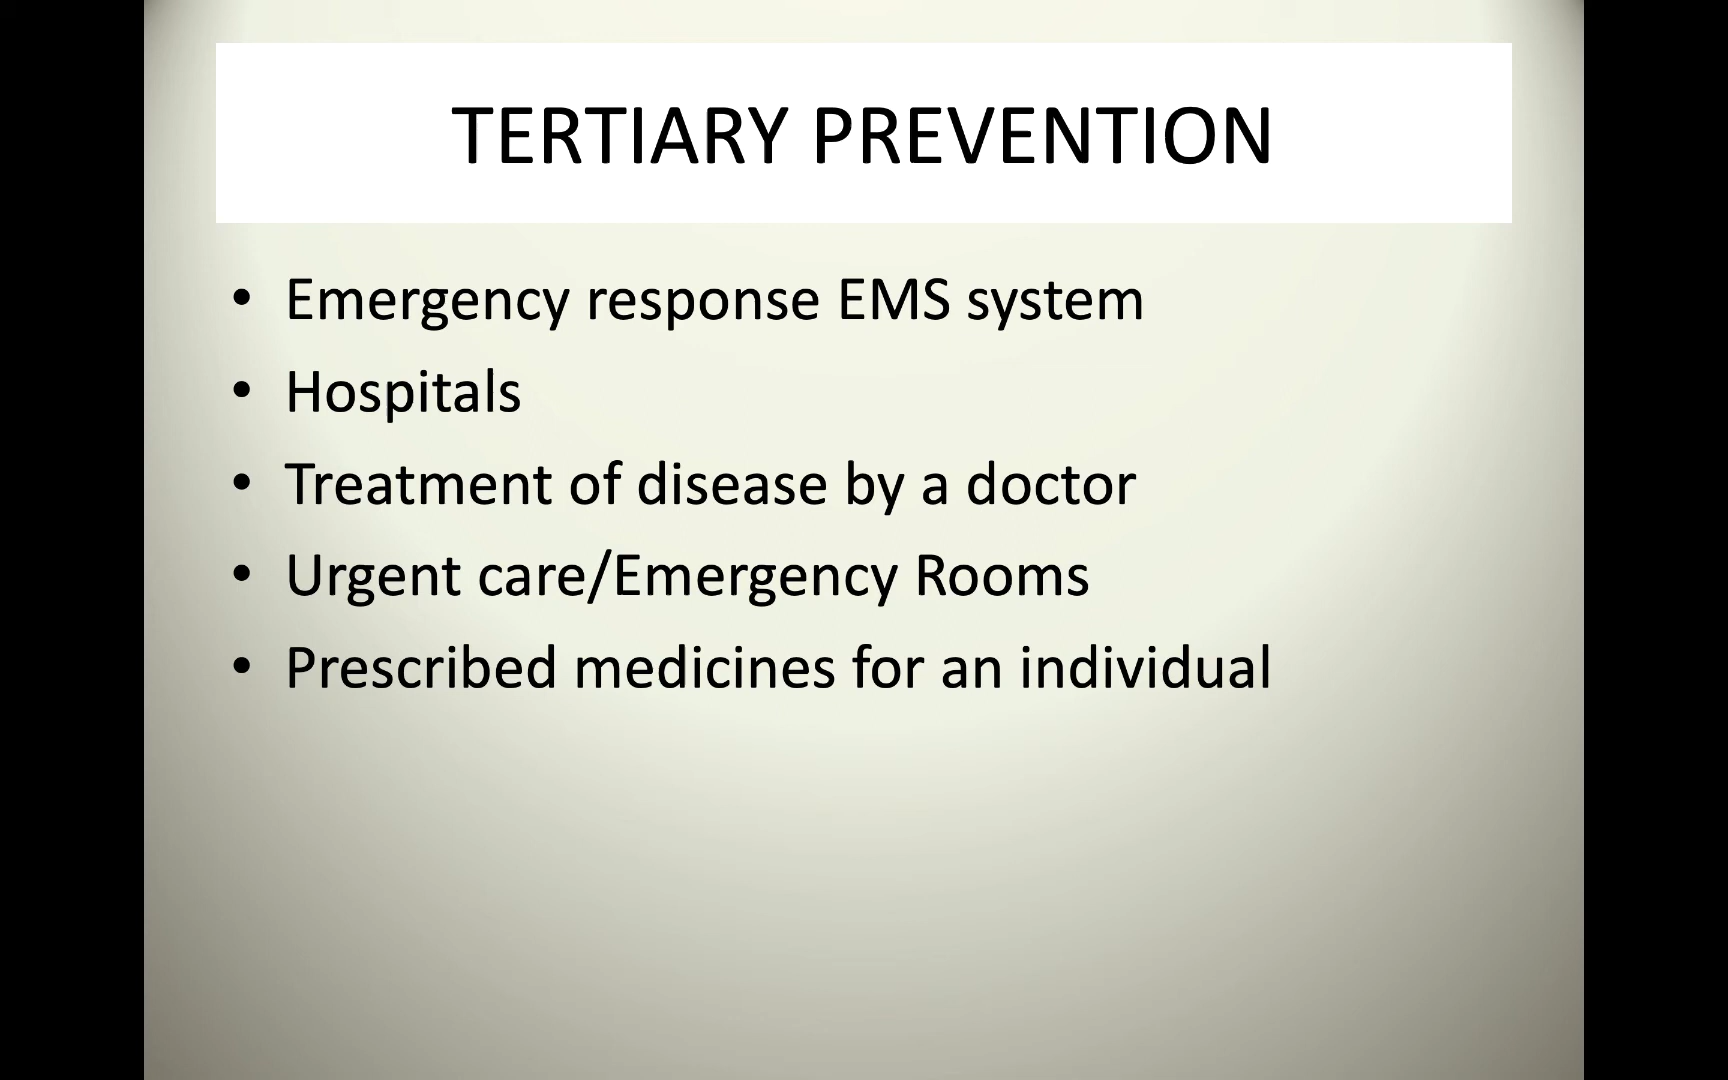 TERTIARY PREVENTION
• Emergency response EMS system
• Hospitals
• Treatment of disease by a doctor
• Urgent care/Emergency Rooms
• Prescribed medicines for an individual